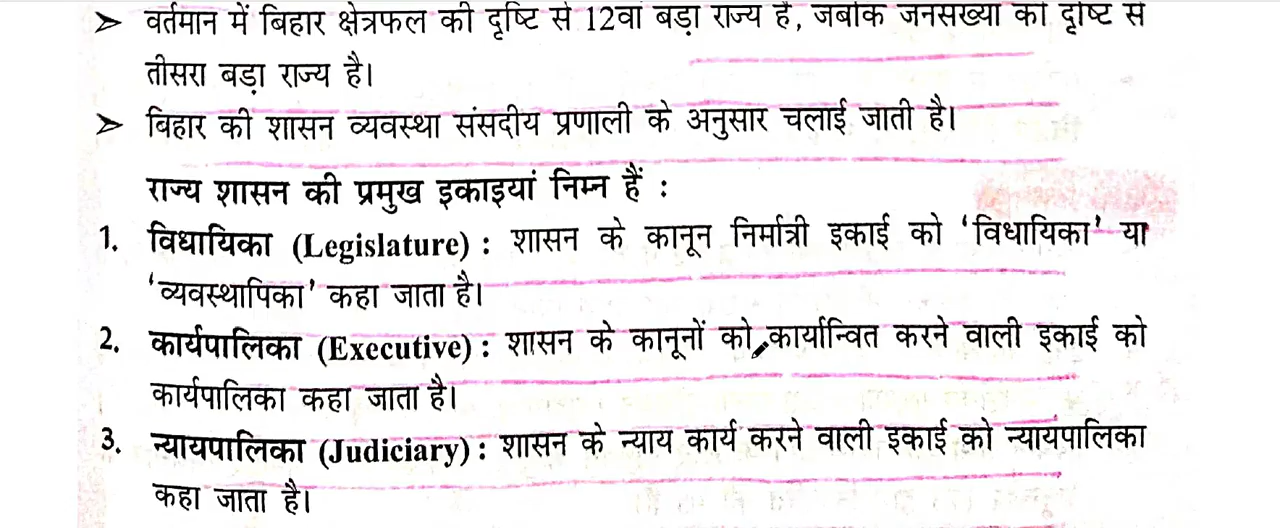 ➢ वर्तमान में बिहार क्षेत्रफल की दृष्टि से 12वां बड़ा राज्य है, जबकि जनसंख्या की दृष्टि से
तीसरा बड़ा राज्य है।
➢ बिहार की शासन व्यवस्था संसदीय प्रणाली के अनुसार चलाई जाती है।
राज्य शासन की प्रमुख इकाइयां निम्न हैं :
1. विधायिका (Legislature) : शासन के कानून निर्मात्री इकाई को ‘विधायिका’ या
‘व्यवस्थापिका’ कहा जाता है।
2. कार्यपालिका (Executive) : शासन के कानूनों को कार्यान्वित करने वाली इकाई को
कार्यपालिका कहा जाता है।
3. न्यायपालिका (Judiciary) : शासन के न्याय कार्य करने वाली इकाई को न्यायपालिका
कहा जाता है।